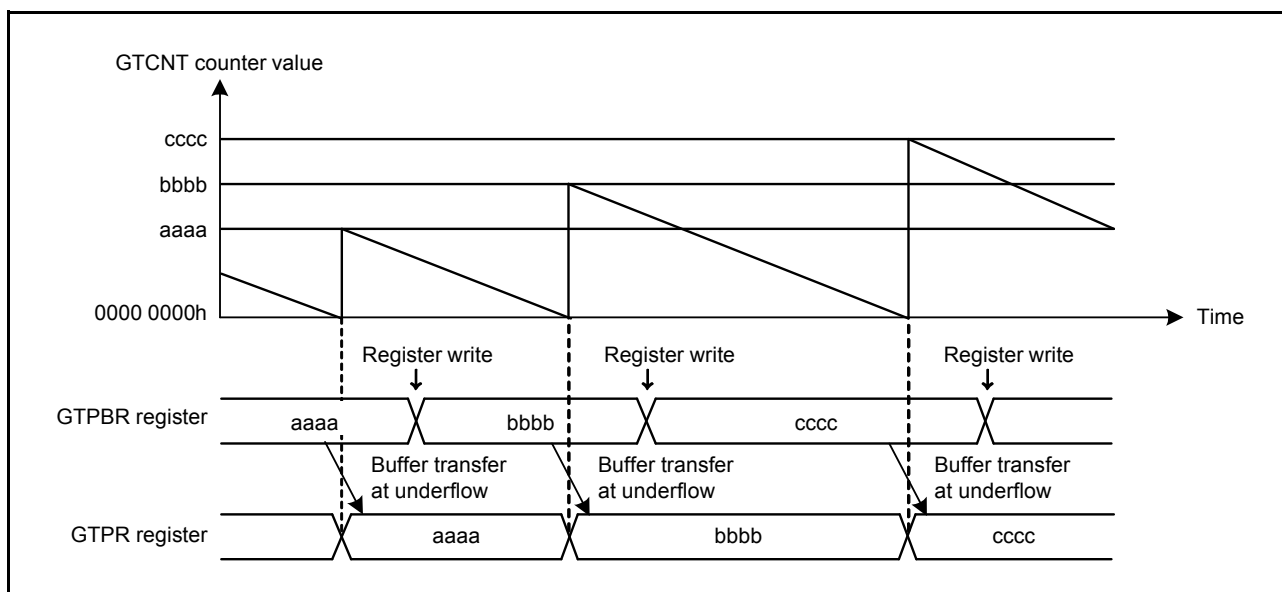 GTCNT counter value
cccc
bbbb
aaaa
0000 0000h
Time
Register write
Register write
Register write
GTPBR register
aaaa
bbbb
cccc
Buffer transfer
at underflow
Buffer transfer
at underflow
Buffer transfer
at underflow
GTPR register
aaaa
bbbb
cccc